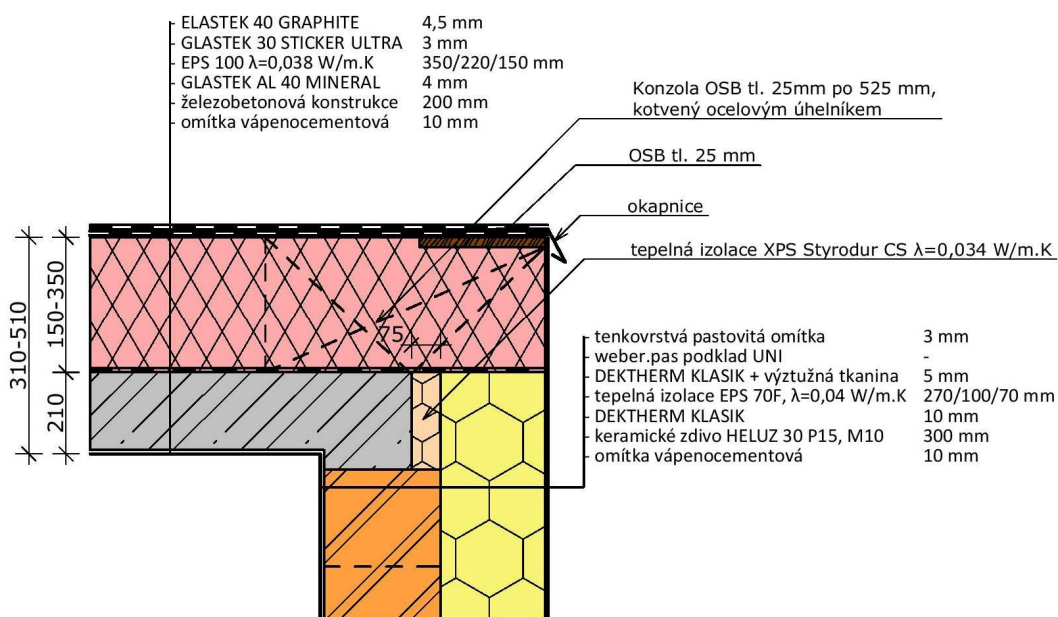 - ELASTEK 40 GRAPHITE 4,5 mm
- GLASTEK 30 STICKER ULTRA 3 mm
- EPS 100 λ=0,038 W/m.K 350/220/150 mm
- GLASTEK AL 40 MINERAL 4 mm
- železobetonová konstrukce 200 mm
- omítka vápenocementová 10 mm
Konzola OSB tl. 25mm po 525 mm,
kotvený ocelovým úhelníkem
OSB tl. 25 mm
okapnice
tepelná izolace XPS Styrodur CS λ=0,034 W/m.K
310-510
150-350
210
75
- tenkovrstvá pastovitá omítka 3 mm
- weber.pas podklad UNI -
- DEKTHERM KLASIK + výztužná tkanina 5 mm
- tepelná izolace EPS 70F, λ=0,04 W/m.K 270/100/70 mm
- DEKTHERM KLASIK 10 mm
- keramické zdivo HELUZ 30 P15, M10 300 mm
- omítka vápenocementová 10 mm